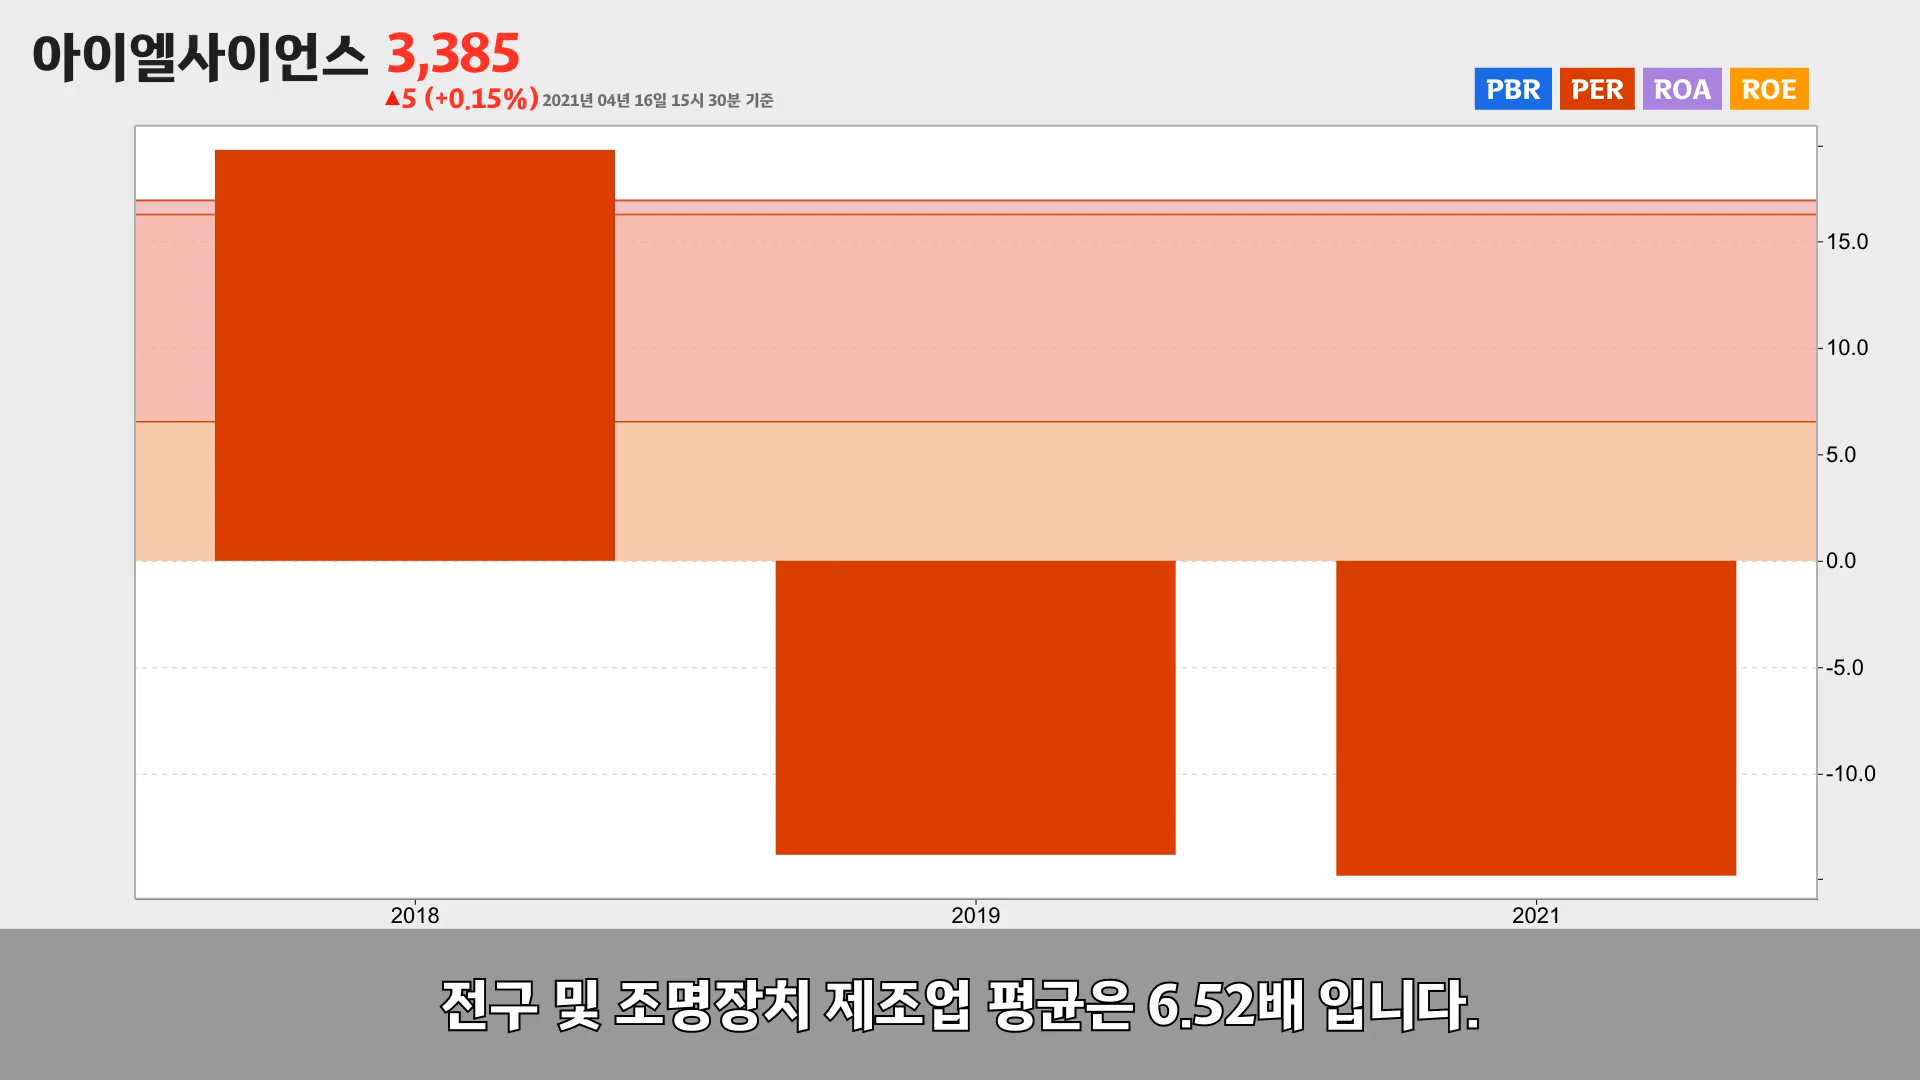 아이엘사이언스 3,385
▲5 (+0.15%) 2021년 04년 16일 15시 30분 기준
PBR PER ROA ROE
15.0
10.0
5.0
0.0
-5.0
-10.0
2018 2019 2021
전구 및 조명장치 제조업 평균은 6.52배 입니다.